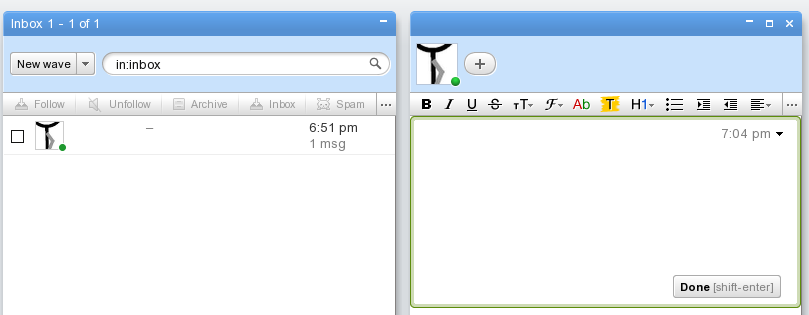 Inbox 1 - 1 of 1
New wave
in:inbox
Follow Unfollow Archive Inbox Spam ...
– 6:51 pm
1 msg
+
B I U S тT F Ab T H1 ...
7:04 pm
Done [shift-enter]